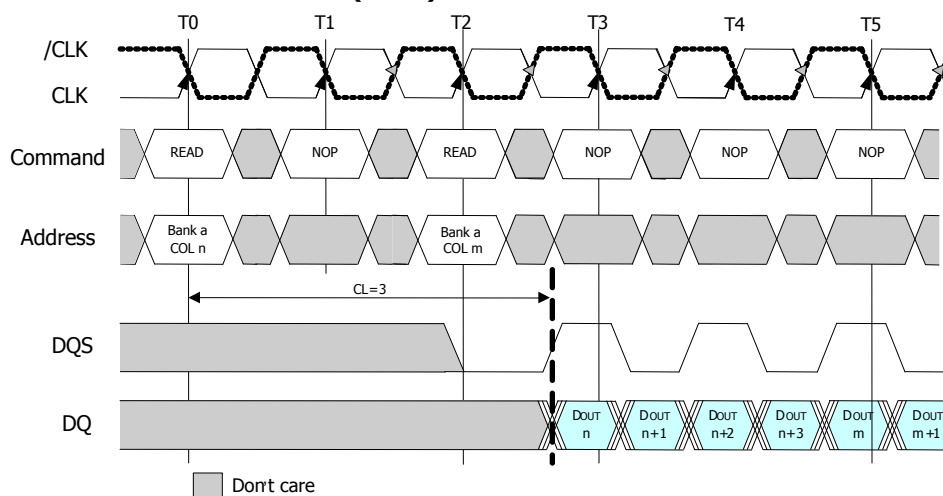 T0 T1 T2 T3 T4 T5
/CLK
CLK
Command READ NOP READ NOP NOP NOP
Address Bank a COL n Bank a COL m
CL=3
DQS
DQ DOUT n DOUT n+1 DOUT n+2 DOUT n+3 DOUT m DOUT m+1
Don't care